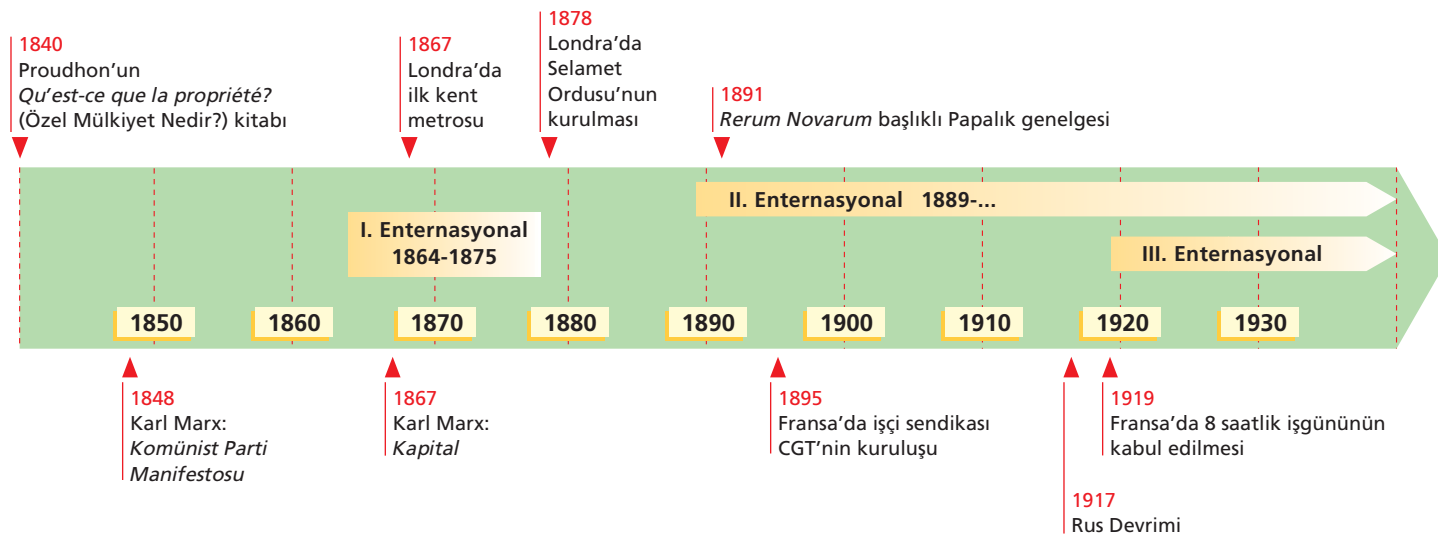 1840
Proudhon'un
Qu'est-ce que la propriété?
(Özel Mülkiyet Nedir?) kitabı
1867
Londra'da
ilk kent
metrosu
1878
Londra'da
Selamet
Ordusu'nun
kurulması
1891
Rerum Novarum başlıklı Papalık genelgesi
II. Enternasyonal 1889-...
I. Enternasyonal
1864-1875
III. Enternasyonal
1850
1860
1870
1880
1890
1900
1910
1920
1930
1848
Karl Marx:
Komünist Parti
Manifestosu
1867
Karl Marx:
Kapital
1895
Fransa'da işçi sendikası
CGT'nin kuruluşu
1919
Fransa'da 8 saatlik işgününün
kabul edilmesi
1917
Rus Devrimi